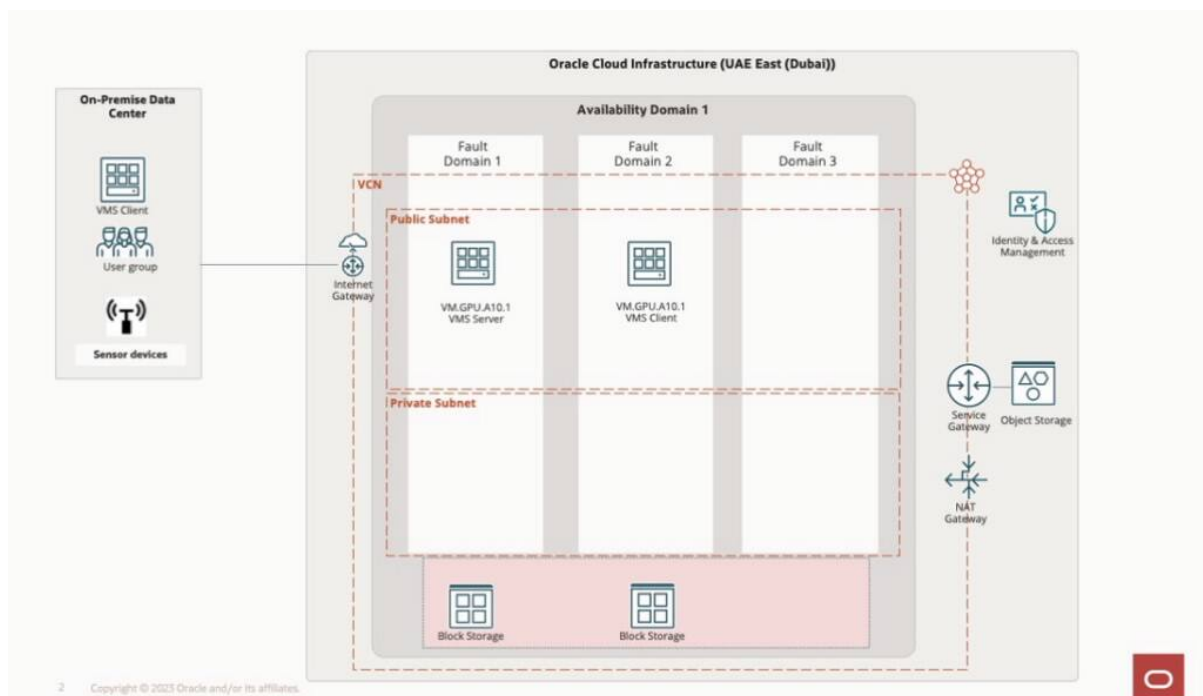 Oracle Cloud Infrastructure (UAE East (Dubai))
On-Premise Data
Center
VMS Client
User group
Sensor devices
Availability Domain 1
Fault
Domain 1
Fault
Domain 2
Fault
Domain 3
VCN
Public Subnet
Internet
Gateway
VM.GPU.A10.1
VMS Server
VM.GPU.A10.1
VMS Client
Identity & Access
Management
Private Subnet
Service
Gateway
Object Storage
NAT
Gateway
Block Storage
Block Storage
2 Copyright © 2023 Oracle and/or its affiliates.